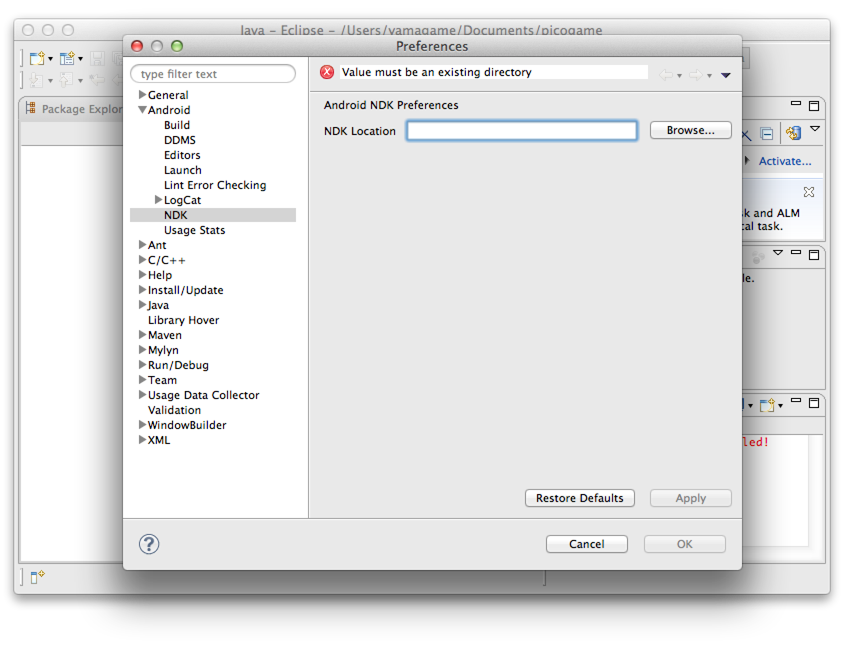 Java – Eclipse – /Users/yamagame/Documents/picogame
Preferences
type filter text
General
Android
Build
DDMS
Editors
Launch
Lint Error Checking
LogCat
NDK
Usage Stats
Ant
C/C++
Help
Install/Update
Java
Library Hover
Maven
Mylyn
Run/Debug
Team
Usage Data Collector
Validation
WindowBuilder
XML
Value must be an existing directory
Android NDK Preferences
NDK Location
Browse...
Restore Defaults
Apply
?
Cancel
OK
Package Explor
Activate...
sk and ALM
cal task.
le.
led!